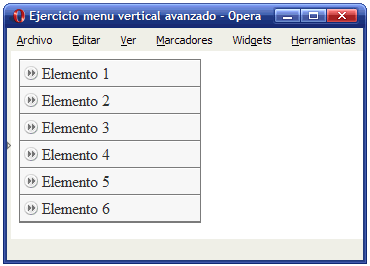 Ejercicio menu vertical avanzado - Opera
Archivo Editar Ver Marcadores Widgets Herramientas
Elemento 1
Elemento 2
Elemento 3
Elemento 4
Elemento 5
Elemento 6